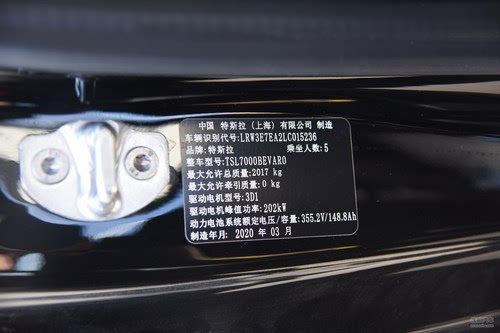 中国 特斯拉 (上海) 有限公司 制造
车辆识别代号:LRW3E7EA2LC015236
品牌:特斯拉 乘坐人数:5
整车型号:TSL7000BEVAR0
最大允许总质量:2017 kg
最大允许牵引质量:0 kg
驱动电机型号:3D1
驱动电机峰值功率:202kW
动力电池系统额定电压/容量:355.2V/148.8Ah
制造年月: 2020 年 03 月